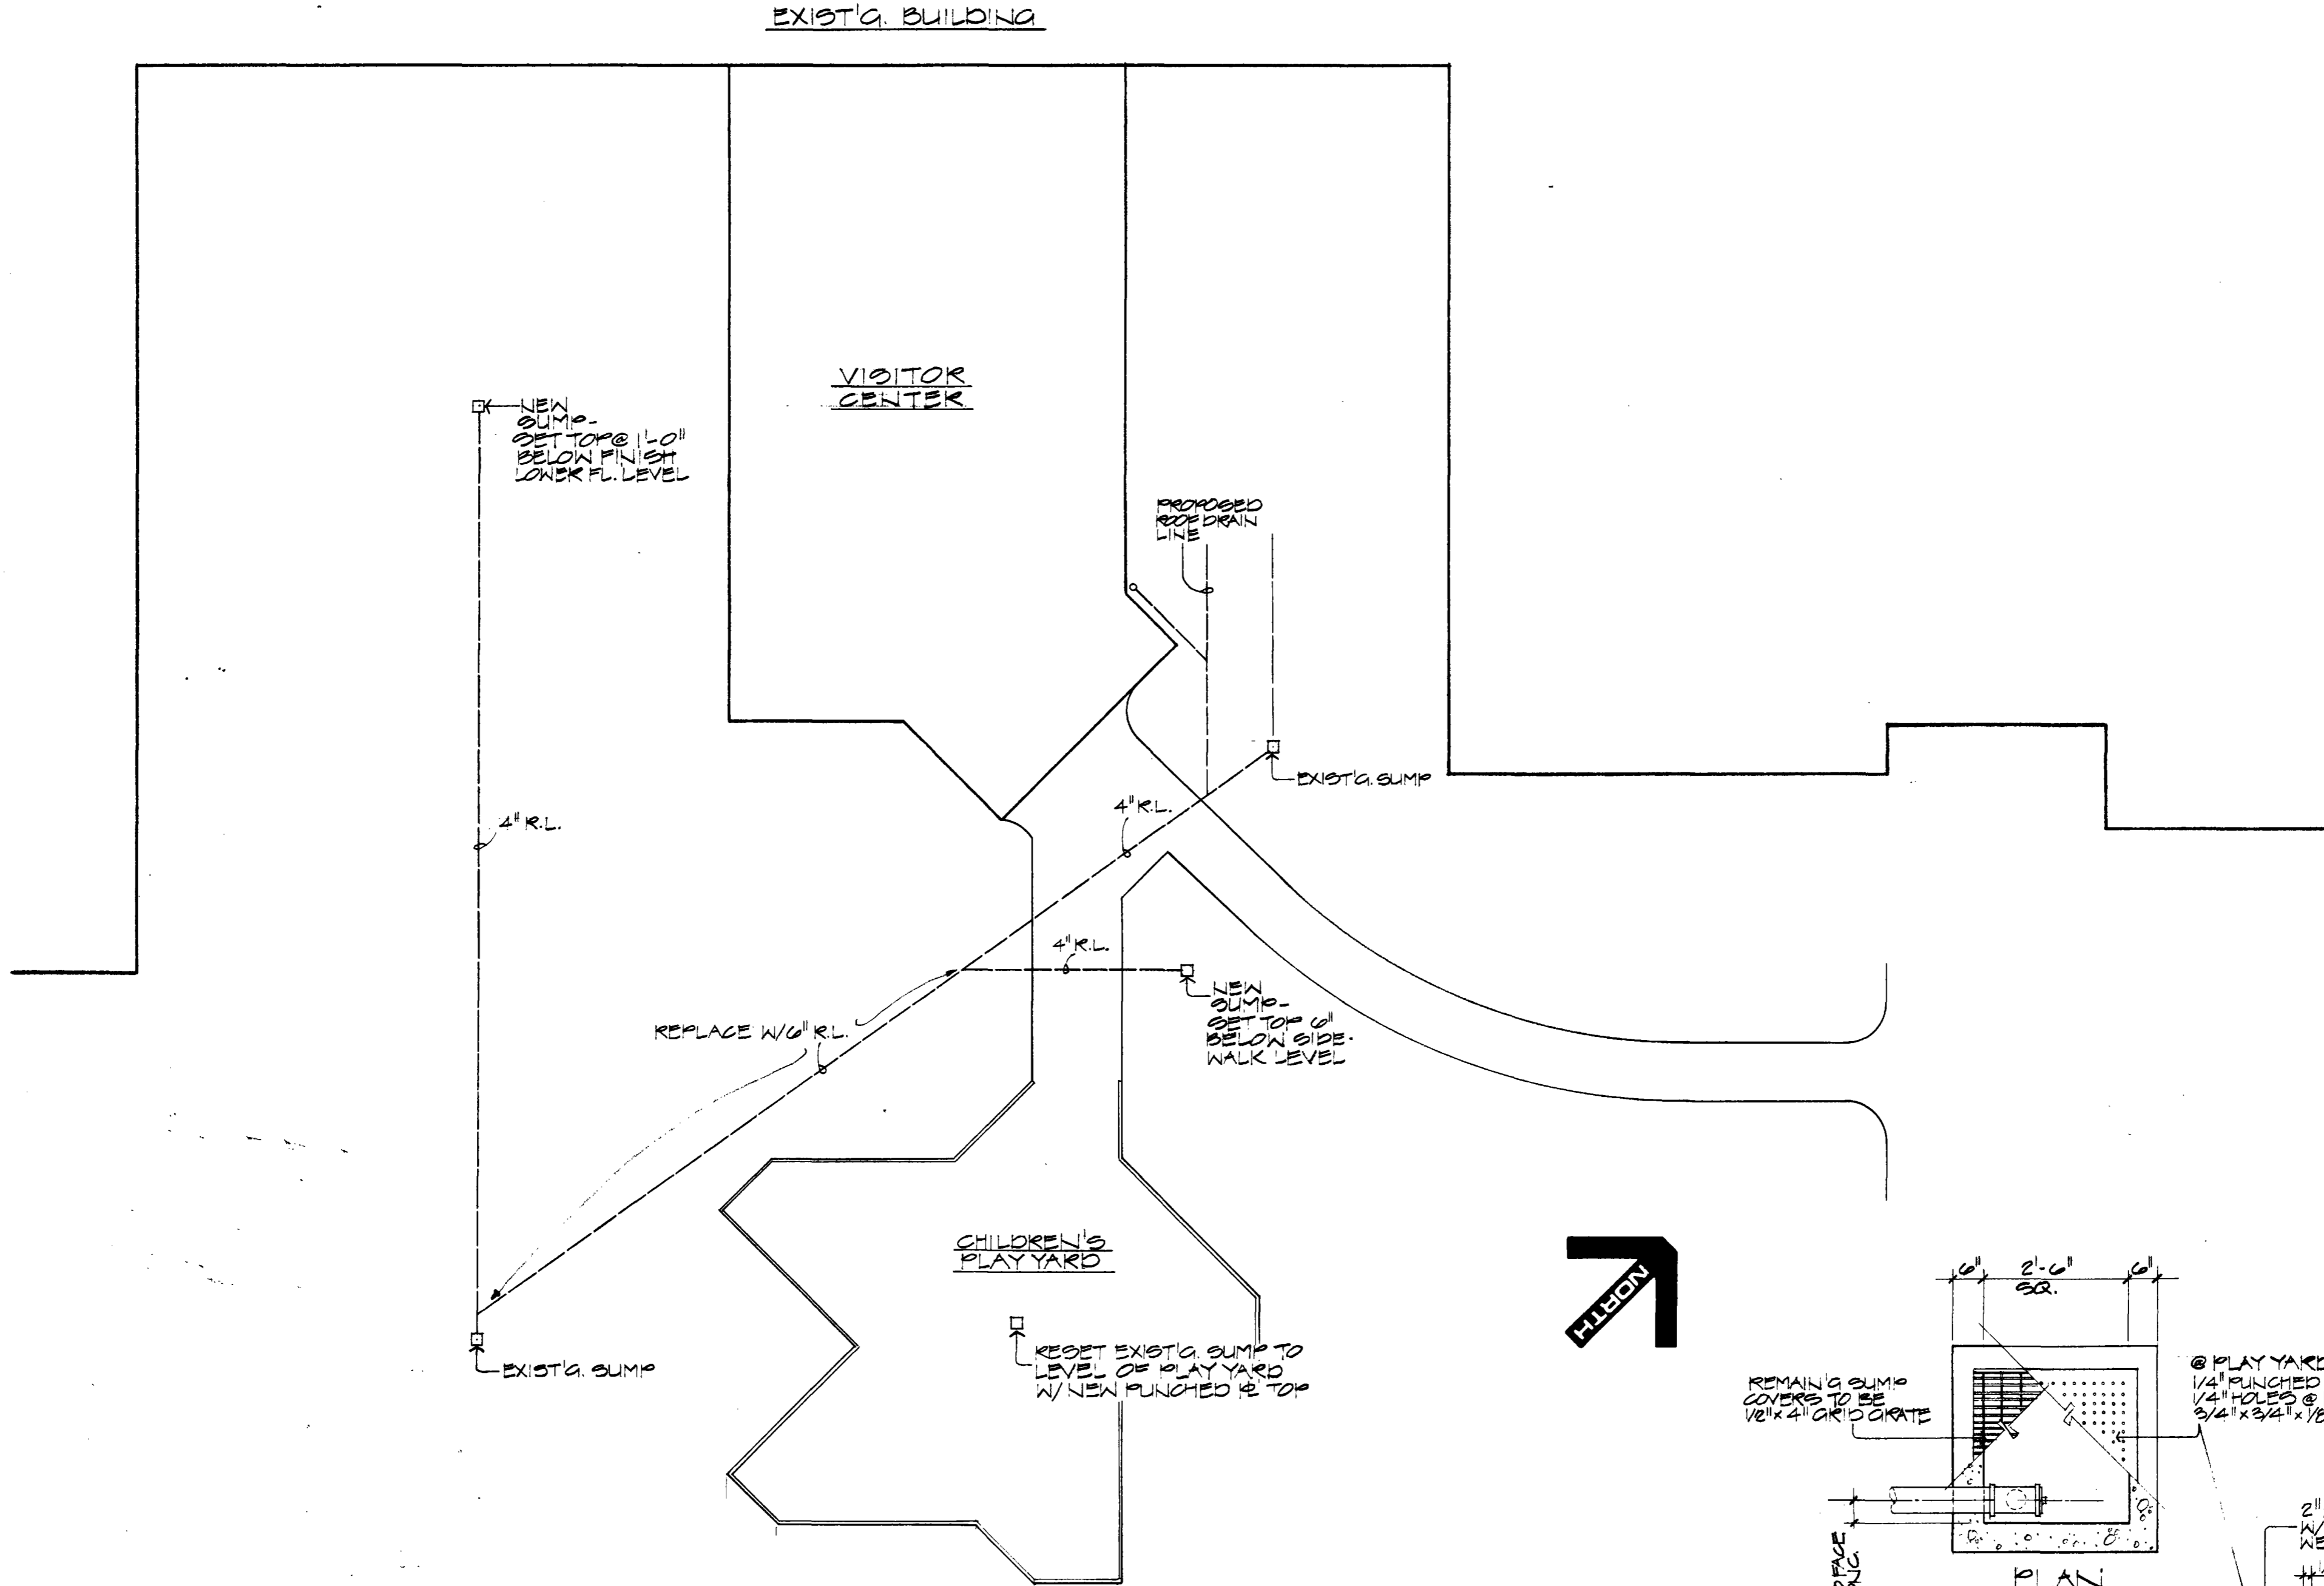 EXIST'G. BUILDING
VISITOR
CENTER
NEW
SUMP-
SET TOP @ 1'-0"
BELOW FINISH
LOWER FL. LEVEL
PROPOSED
ROOF DRAIN
LINE
EXIST'G. SUMP
4" R.L.
4" R.L.
4" R.L.
NEW
SUMP-
SET TOP 6"
BELOW SIDE-
WALK LEVEL
REPLACE W/6" R.L.
CHILDREN'S
PLAY YARD
NORTH
EXIST'G. SUMP
RESET EXIST'G. SUMP TO
LEVEL OF PLAY YARD
W/ NEW PUNCHED ℄ TOP
6" 2'-6" 6"
SQ.
REMAIN'G SUMP
COVERS TO BE
1/2" x 4" GRID GRATE
@ PLAY YARD
1/4" PUNCHED
1/4" HOLES @
3/4" x 3/4" x 1/8
2"
W/
WE
FACE
PLAN